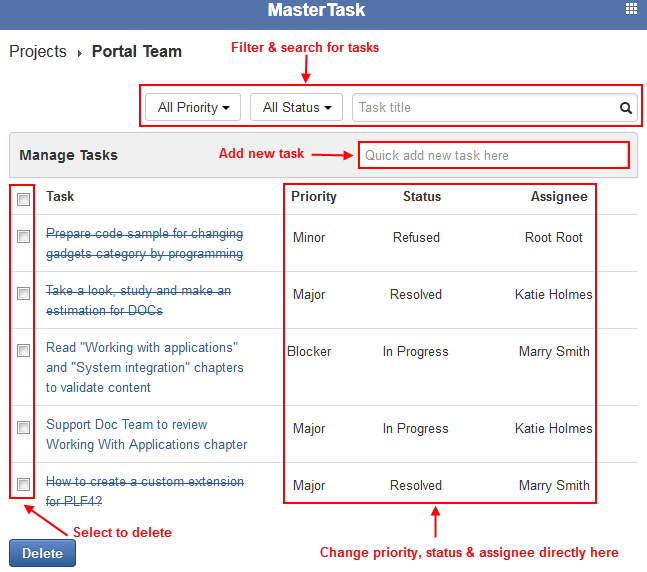 MasterTask
Projects › Portal Team
Filter & search for tasks
All Priority
All Status
Task title
Manage Tasks
Add new task
Quick add new task here
Task Priority Status Assignee
Prepare code sample for changing
gadgets category by programming
Minor Refused Root Root
Take a look, study and make an
estimation for DOCs
Major Resolved Katie Holmes
Read "Working with applications"
and "System integration" chapters
to validate content
Blocker In Progress Marry Smith
Support Doc Team to review
Working With Applications chapter
Major In Progress Katie Holmes
How to create a custom extension
for PLF4?
Major Resolved Marry Smith
Select to delete
Delete
Change priority, status & assignee directly here